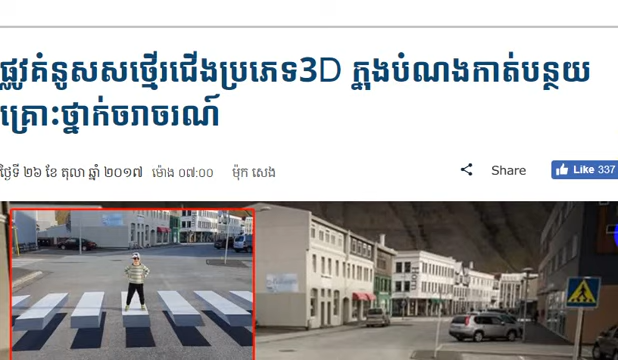 ផ្លូវគំនូសសថ្មើរជើងប្រភេទ3D ក្នុងបំណងកាត់បន្ថយ
គ្រោះថ្នាក់ចរាចរណ៍
ថ្ងៃទី ២៦ ខែ តុលា ឆ្នាំ ២០១៧ ម៉ោង ០៧:០០ ម៉ុក សេង Share Like 337